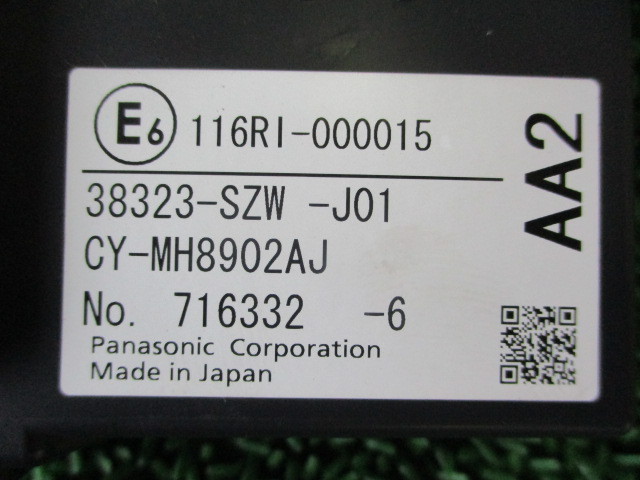 E6 116RI-000015
38323-SZW -J01
CY-MH8902AJ
No. 716332 -6
Panasonic Corporation
Made in Japan
AA2